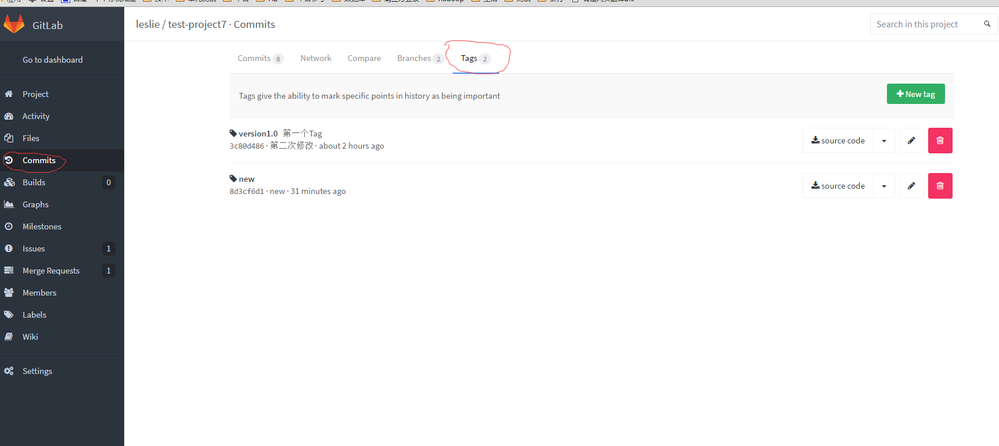 GitLab
leslie / test-project7 · Commits
Search in this project
Go to dashboard
Project
Activity
Files
Commits
Builds 0
Graphs
Milestones
Issues 1
Merge Requests 1
Members
Labels
Wiki
Settings
Commits 8 Network Compare Branches 2 Tags 2
Tags give the ability to mark specific points in history as being important
New tag
version1.0 第一个Tag
3c80d486 · 第二次修改 · about 2 hours ago
source code
new
8d3cf6d1 · new · 31 minutes ago
source code